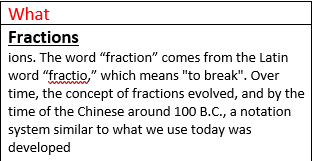 What
Fractions
ions. The word “fraction” comes from the Latin
word “fractio,” which means "to break". Over
time, the concept of fractions evolved, and by the
time of the Chinese around 100 B.C., a notation
system similar to what we use today was
developed